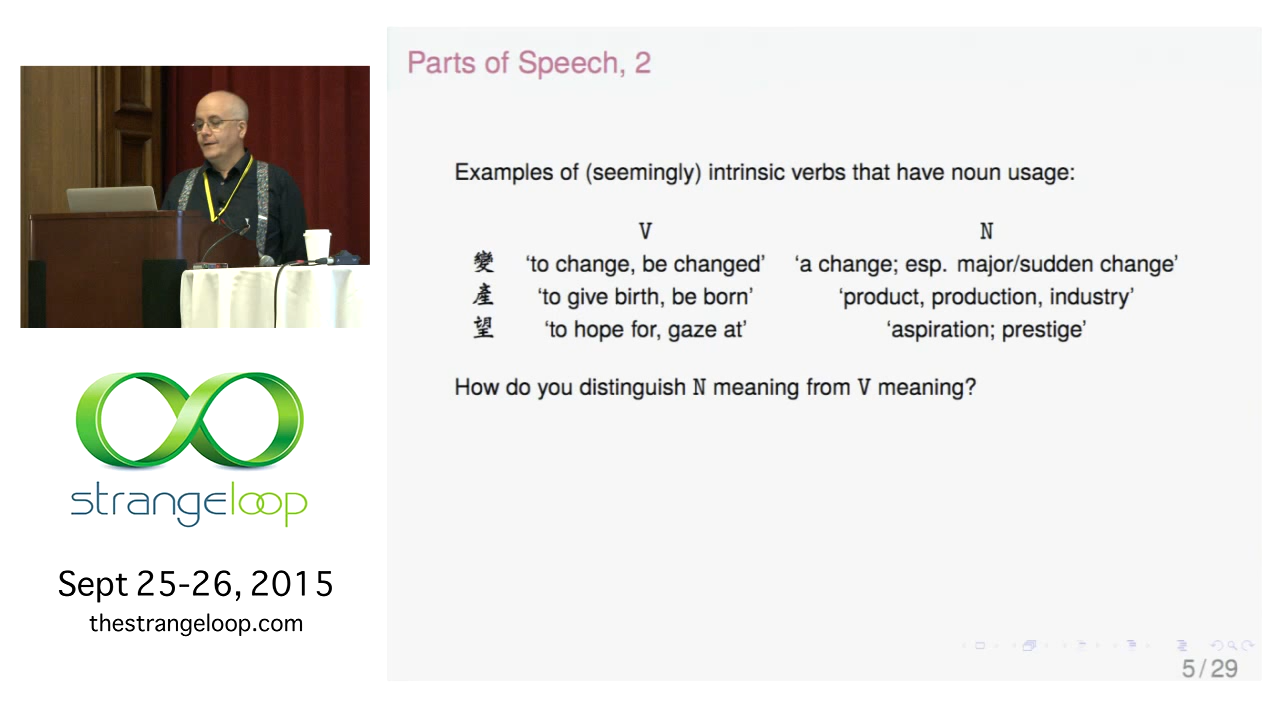 Parts of Speech, 2
Examples of (seemingly) intrinsic verbs that have noun usage:
V N
變 ‘to change, be changed’ ‘a change; esp. major/sudden change’
產 ‘to give birth, be born’ ‘product, production, industry’
望 ‘to hope for, gaze at’ ‘aspiration; prestige’
How do you distinguish N meaning from V meaning?
5 / 29
strangeloop
Sept 25-26, 2015
thestrangeloop.com